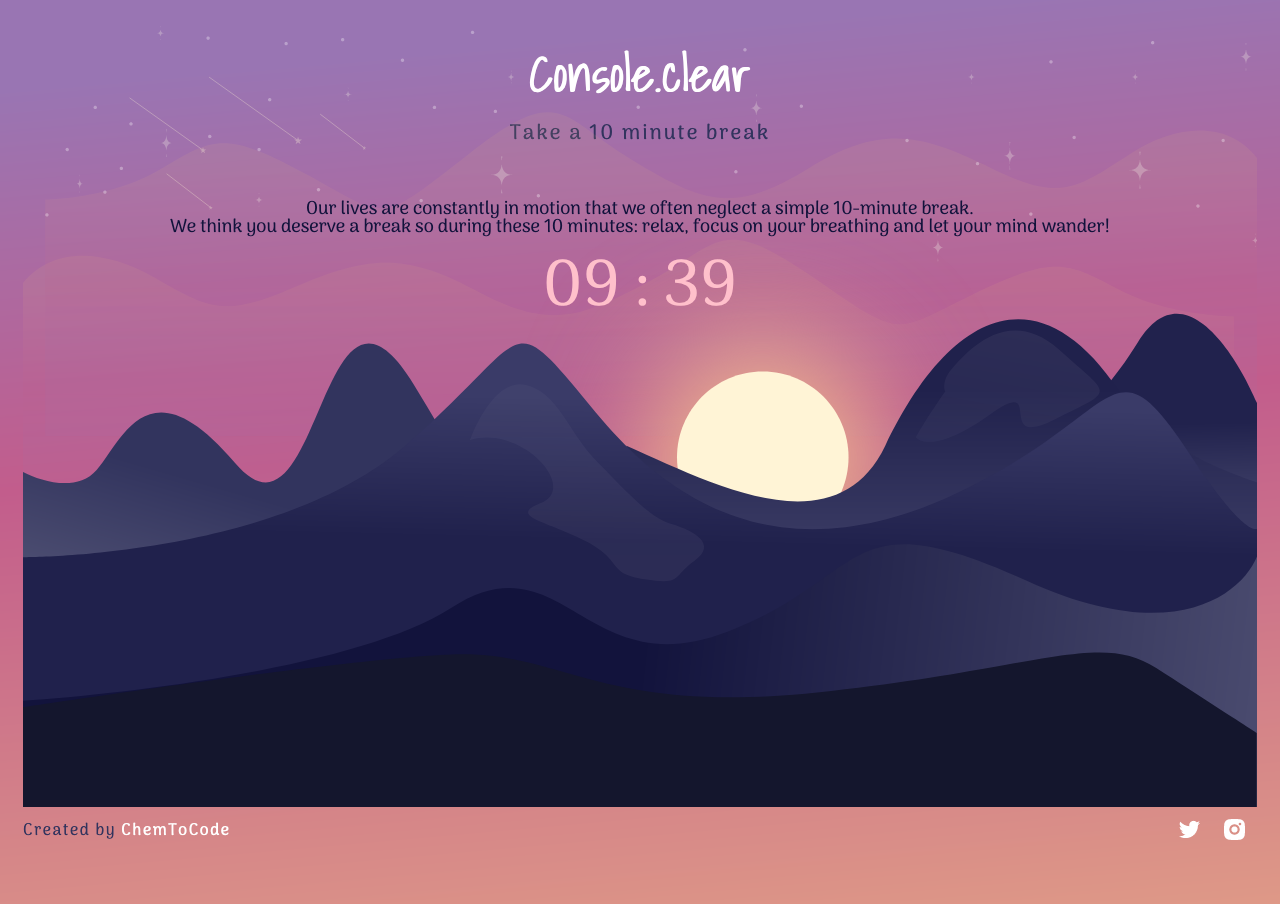 Console.clear
Take a 10 minute break
Our lives are constantly in motion that we often neglect a simple 10-minute break.
We think you deserve a break so during these 10 minutes: relax, focus on your breathing and let your mind wander!
09 : 39
Created by ChemToCode